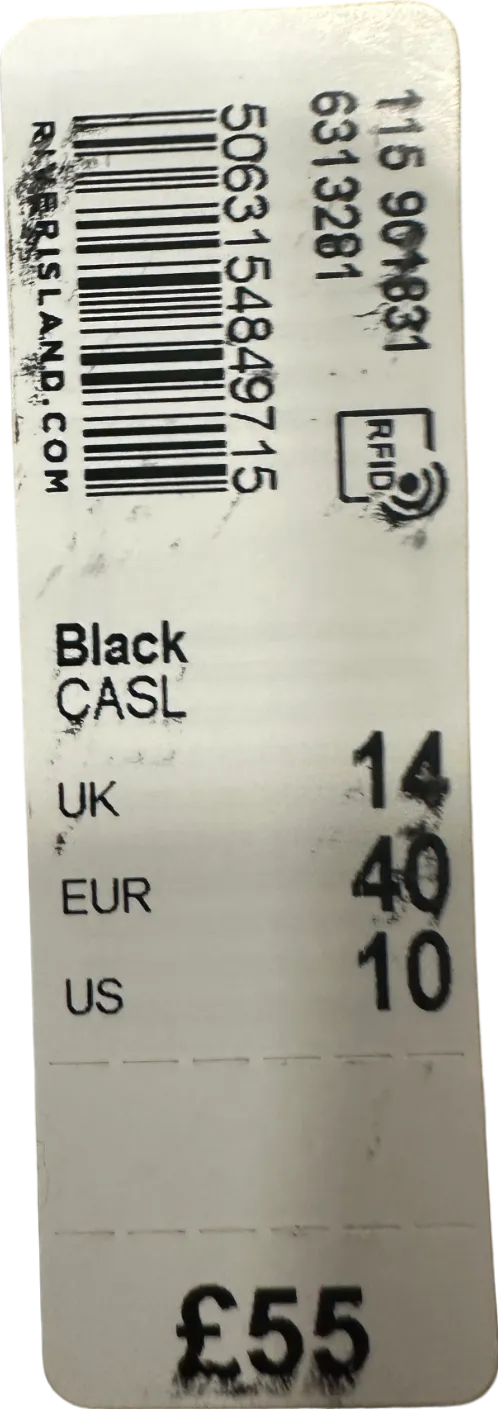 115 901831
6313281
RFID
5063154849715
RIVERISLAND.COM
Black
CASL
UK 14
EUR 40
US 10
£55